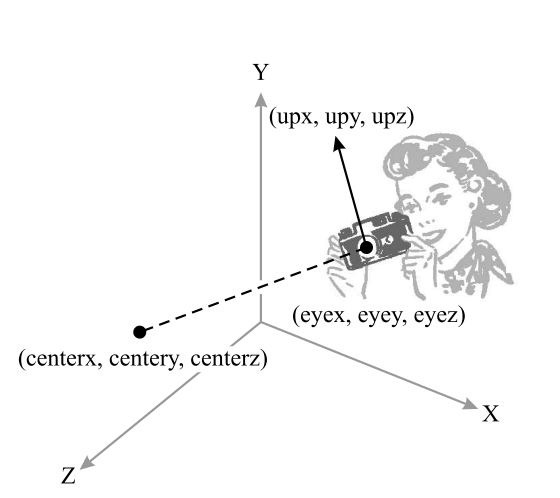 Y
(upx, upy, upz)
(eyex, eyey, eyez)
(centerx, centery, centerz)
X
Z